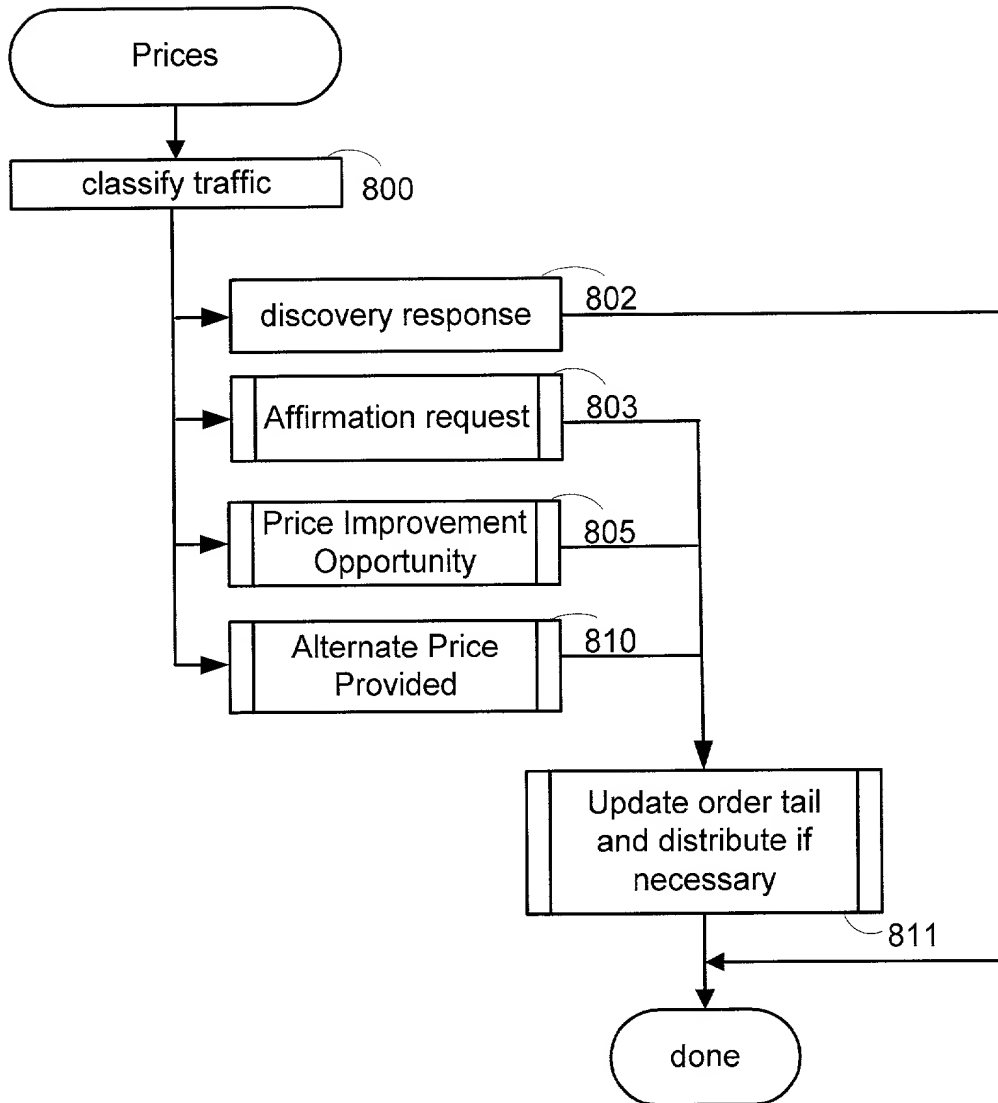 Prices
classify traffic
800
discovery response
802
Affirmation request
803
Price Improvement
Opportunity
805
Alternate Price
Provided
810
Update order tail
and distribute if
necessary
811
done